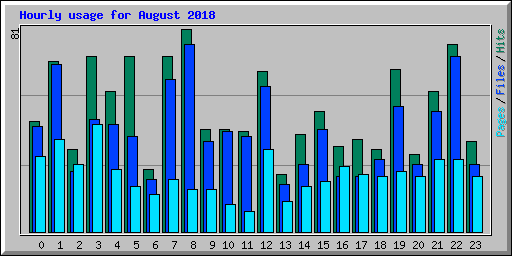 Hourly usage for August 2018
81
Pages/Files/Hits
0 1 2 3 4 5 6 7 8 9 10 11 12 13 14 15 16 17 18 19 20 21 22 23